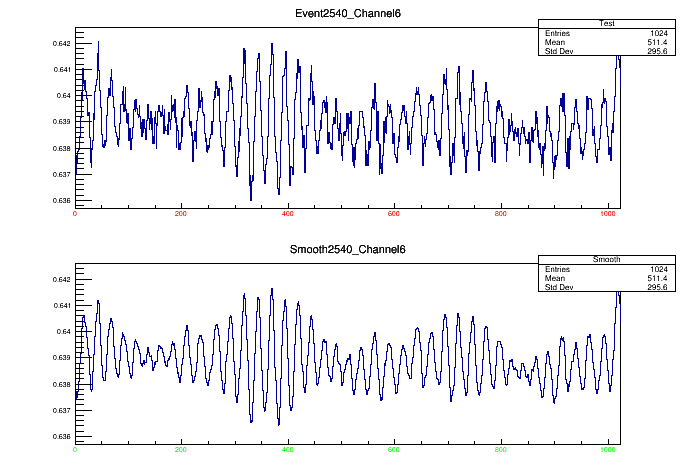 Event2540_Channel6
Test
Entries 1024
Mean 511.4
Std Dev 295.6
0.642
0.641
0.64
0.639
0.638
0.637
0.636
0 200 400 600 800 1000
Smooth2540_Channel6
Smooth
Entries 1024
Mean 511.4
Std Dev 295.6
0.642
0.641
0.64
0.639
0.638
0.637
0.636
0 200 400 600 800 1000